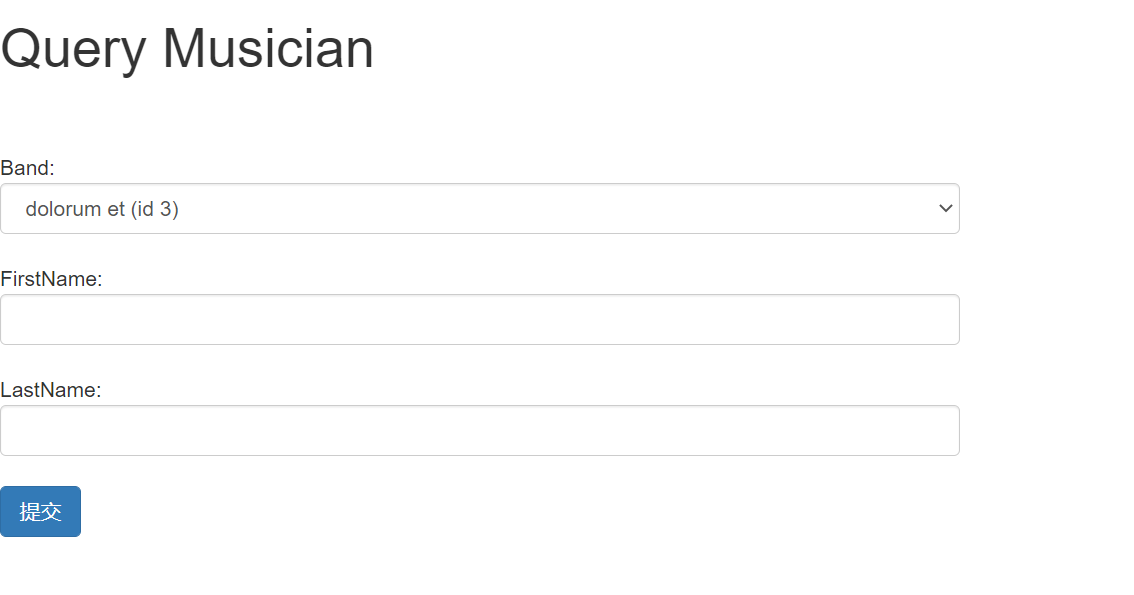 Query Musician
Band:
dolorum et (id 3)
FirstName:
LastName:
提交